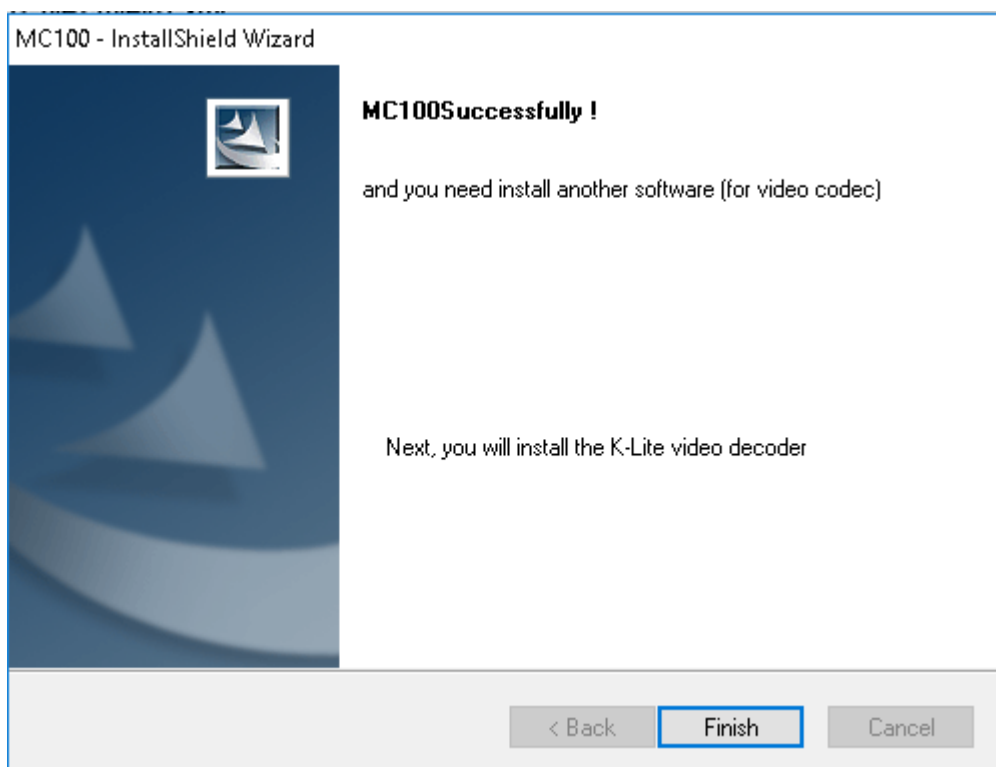 MC100 - InstallShield Wizard
MC100Successfully !
and you need install another software (for video codec)
Next, you will install the K-Lite video decoder
< Back
Finish
Cancel